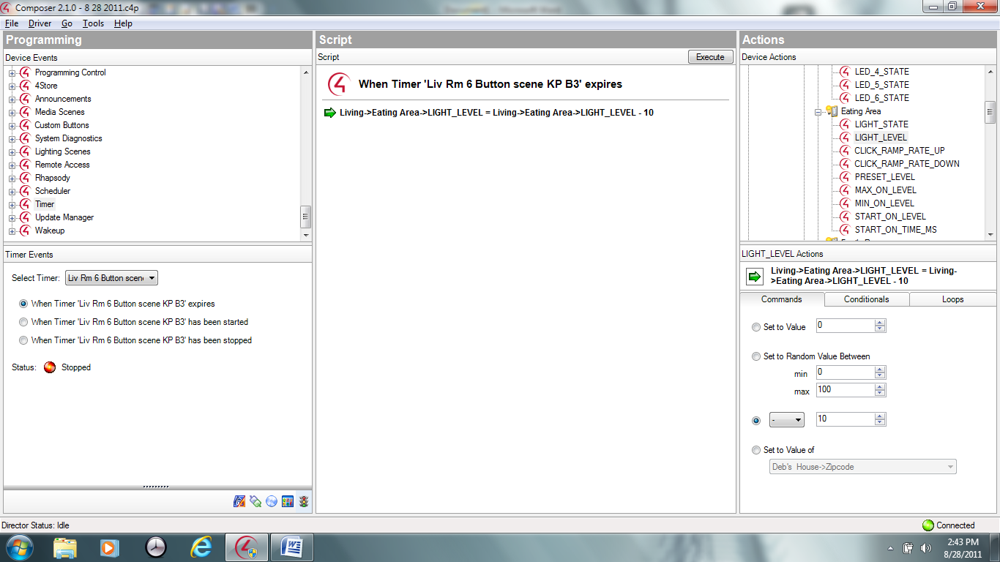 Composer 2.1.0 - 8 28 2011.c4p
File Driver Go Tools Help
Programming
Device Events
Programming Control
4Store
Announcements
Media Scenes
Custom Buttons
System Diagnostics
Lighting Scenes
Remote Access
Rhapsody
Scheduler
Timer
Update Manager
Wakeup
Timer Events
Select Timer: Liv Rm 6 Button scen
When Timer 'Liv Rm 6 Button scene KP B3' expires
When Timer 'Liv Rm 6 Button scene KP B3' has been started
When Timer 'Liv Rm 6 Button scene KP B3' has been stopped
Status: Stopped
Script
Script
Execute
When Timer 'Liv Rm 6 Button scene KP B3' expires
Living->Eating Area->LIGHT_LEVEL = Living->Eating Area->LIGHT_LEVEL - 10
Actions
Device Actions
LED_4_STATE
LED_5_STATE
LED_6_STATE
Eating Area
LIGHT_STATE
LIGHT_LEVEL
CLICK_RAMP_RATE_UP
CLICK_RAMP_RATE_DOWN
PRESET_LEVEL
MAX_ON_LEVEL
MIN_ON_LEVEL
START_ON_LEVEL
START_ON_TIME_MS
LIGHT_LEVEL Actions
Living->Eating Area->LIGHT_LEVEL = Living-
>Eating Area->LIGHT_LEVEL - 10
Commands Conditionals Loops
Set to Value 0
Set to Random Value Between
min 0
max 100
- 10
Set to Value of
Deb's House->Zipcode
Director Status: Idle
Connected
2:43 PM
8/28/2011